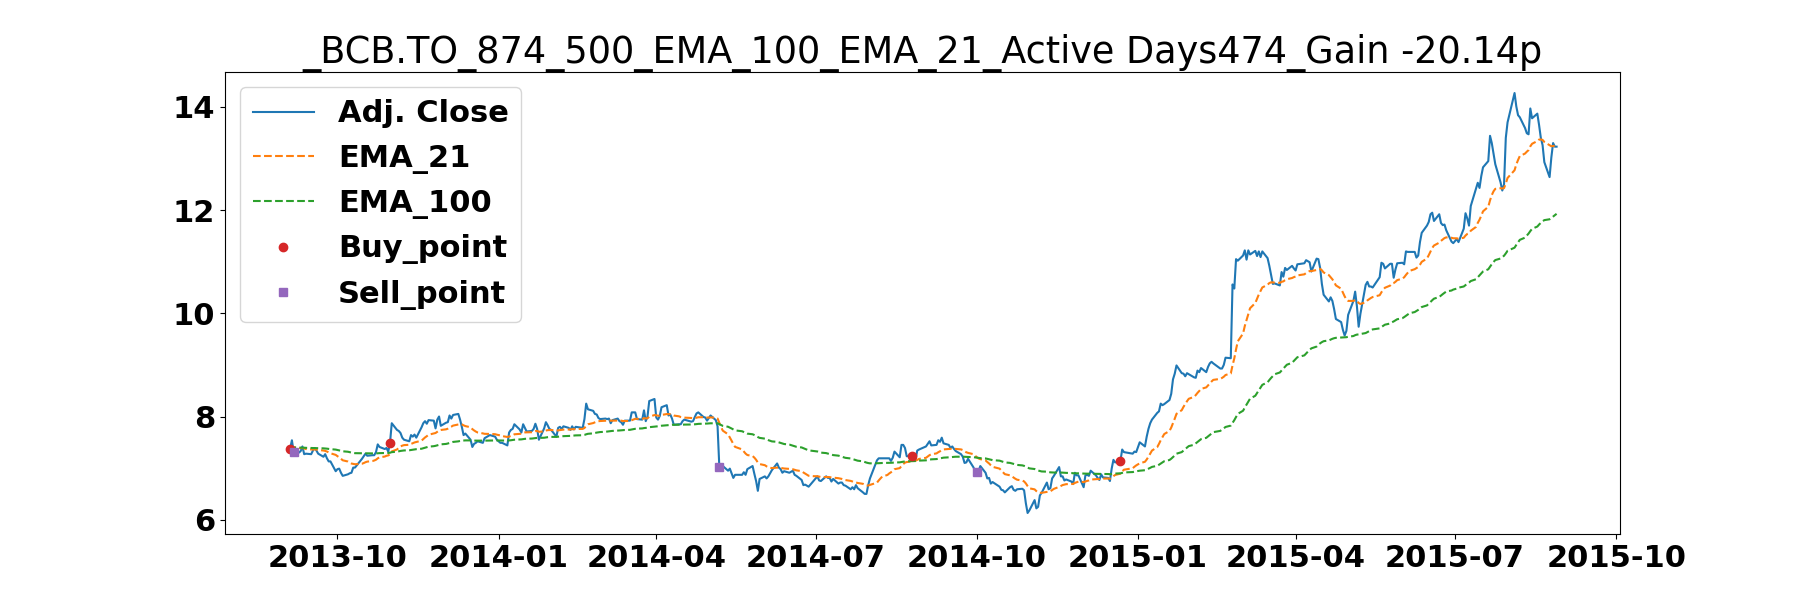 _BCB.TO_874_500_EMA_100_EMA_21_Active Days474_Gain -20.14p
14
12
10
8
6
Adj. Close
EMA_21
EMA_100
Buy_point
Sell_point
2013-10 2014-01 2014-04 2014-07 2014-10 2015-01 2015-04 2015-07 2015-10